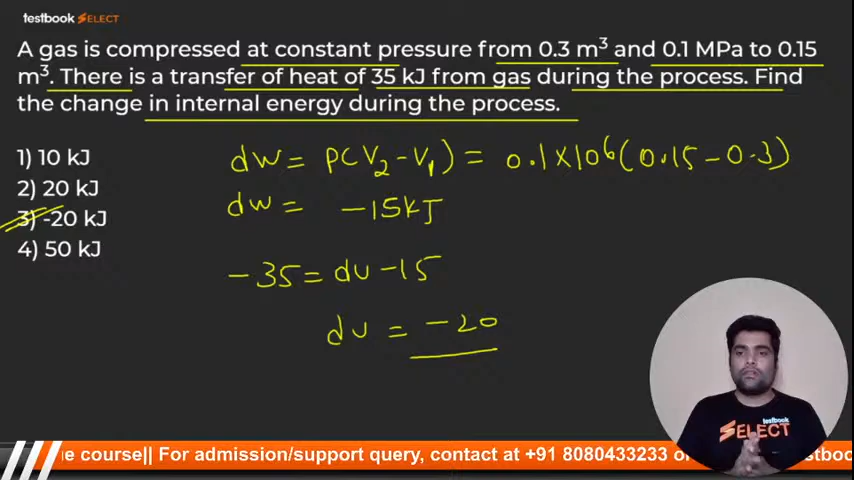 testbook SELECT
A gas is compressed at constant pressure from 0.3 m³ and 0.1 MPa to 0.15
m³. There is a transfer of heat of 35 kJ from gas during the process. Find
the change in internal energy during the process.
1) 10 kJ
2) 20 kJ
3) -20 kJ
4) 50 kJ
dW = P(V₂-V₁) = 0.1×10⁶(0.15-0.3)
dW = -15kJ
-35 = dU-15
dU = -20
testbook
SELECT
e course|| For admission/support query, contact at +91 8080433233 or testboo